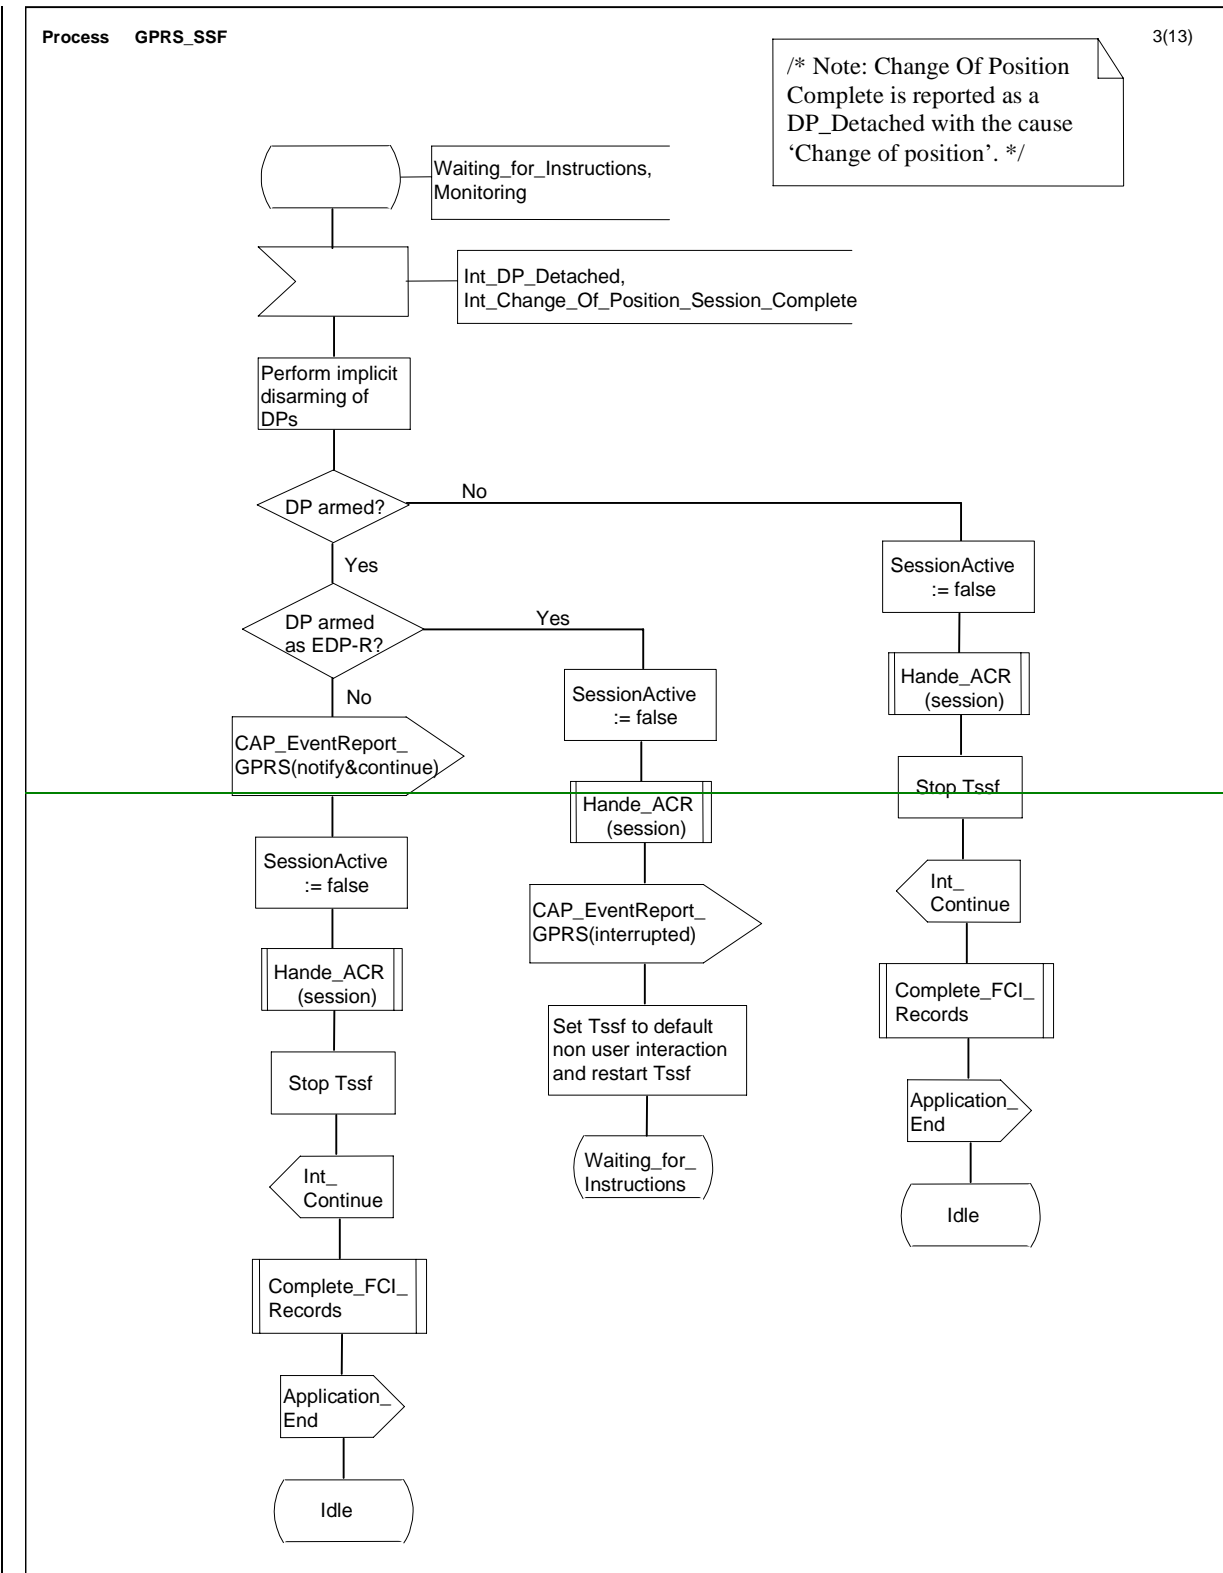 Process GPRS_SSF
3(13)
/* Note: Change Of Position
Complete is reported as a
DP_Detached with the cause
‘Change of position’. */
Waiting_for_Instructions,
Monitoring
Int_DP_Detached,
Int_Change_Of_Position_Session_Complete
Perform implicit
disarming of
DPs
DP armed?
No
Yes
DP armed
as EDP-R?
Yes
No
CAP_EventReport_
GPRS(notify&continue)
SessionActive
:= false
Hande_ACR
(session)
Stop Tssf
Int_
Continue
Complete_FCI_
Records
Application_
End
Idle
SessionActive
:= false
Hande_ACR
(session)
CAP_EventReport_
GPRS(interrupted)
Set Tssf to default
non user interaction
and restart Tssf
Waiting_for_
Instructions
SessionActive
:= false
Hande_ACR
(session)
Stop Tssf
Int_
Continue
Complete_FCI_
Records
Application_
End
Idle